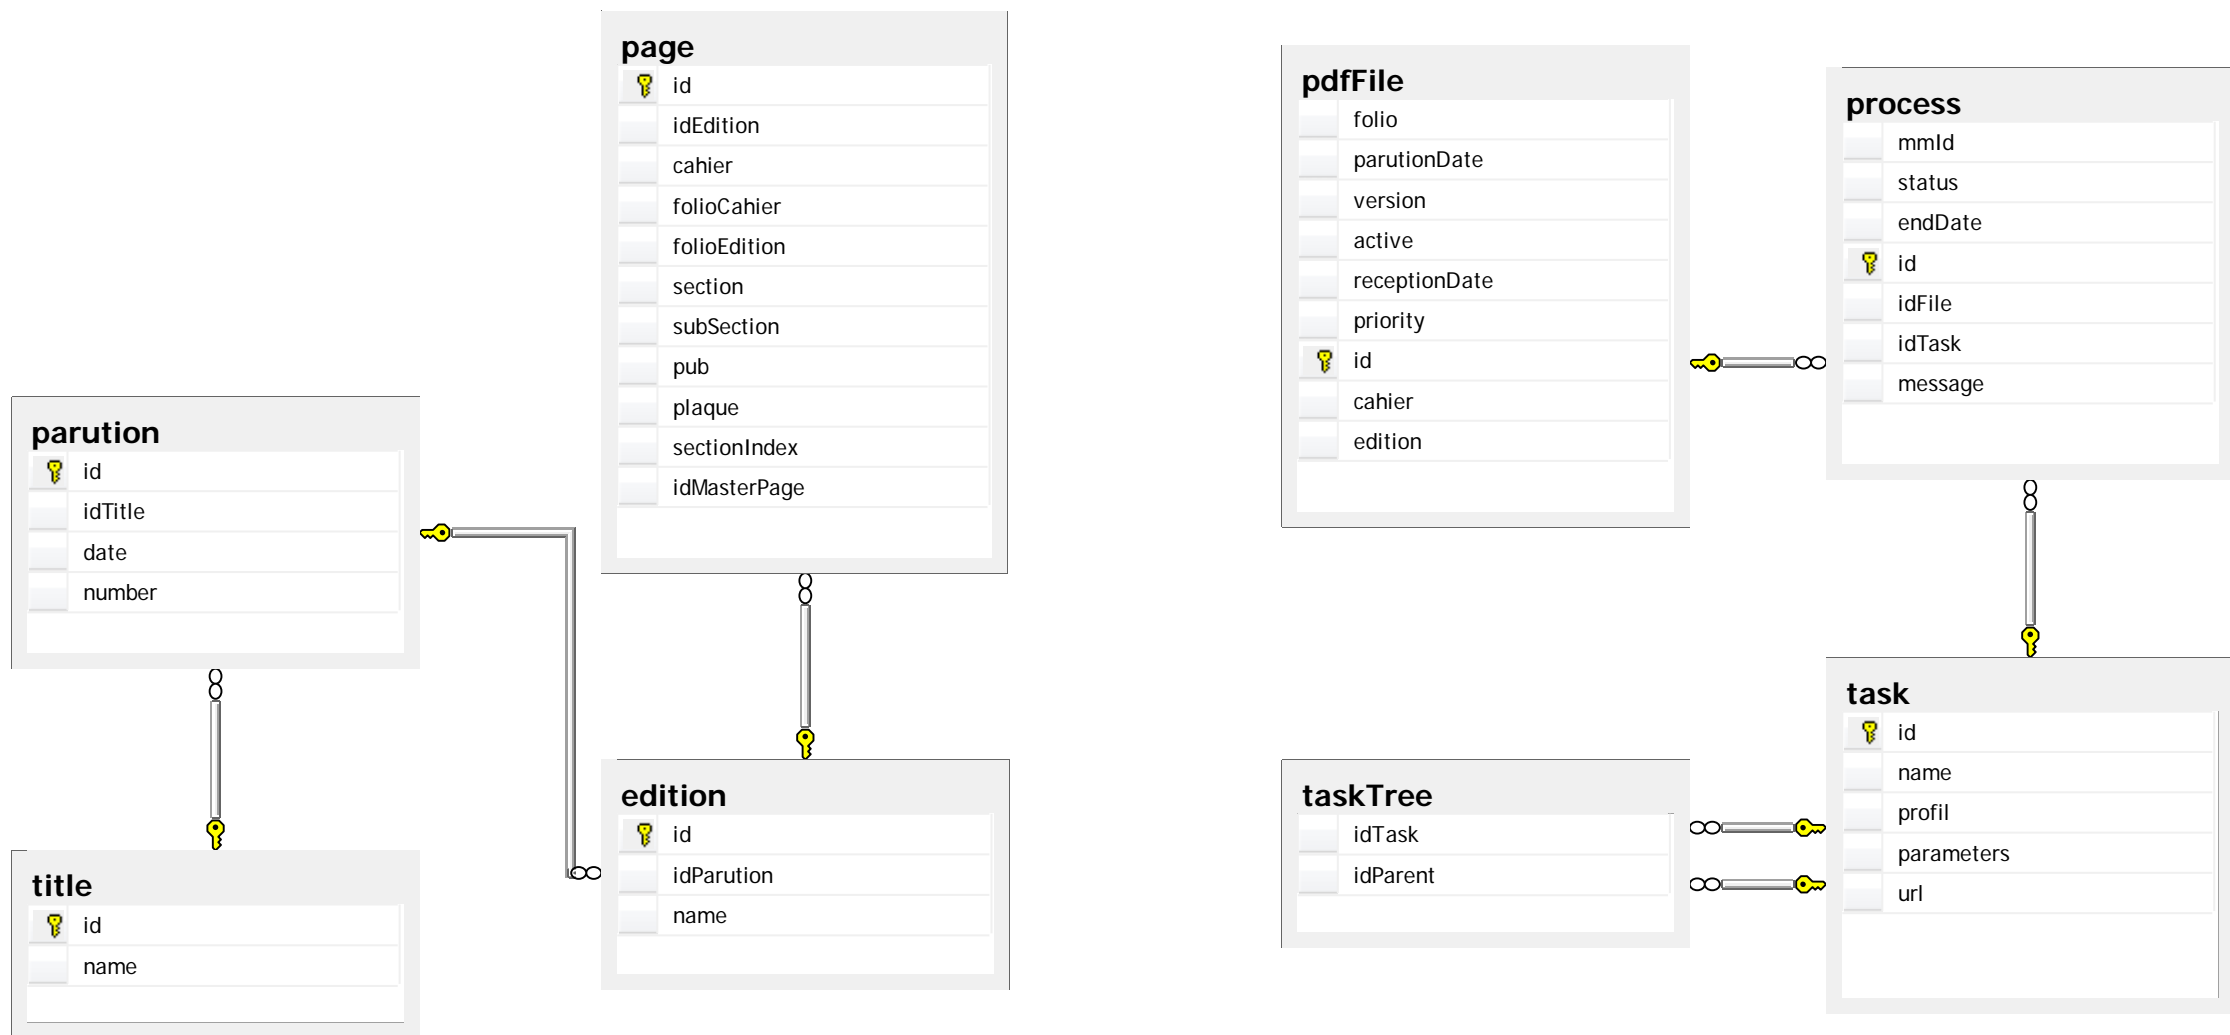 page
id
idEdition
cahier
folioCahier
folioEdition
section
subSection
pub
plaque
sectionIndex
idMasterPage
parution
id
idTitle
date
number
title
id
name
edition
id
idParution
name
pdfFile
folio
parutionDate
version
active
receptionDate
priority
id
cahier
edition
process
mmId
status
endDate
id
idFile
idTask
message
taskTree
idTask
idParent
task
id
name
profil
parameters
url